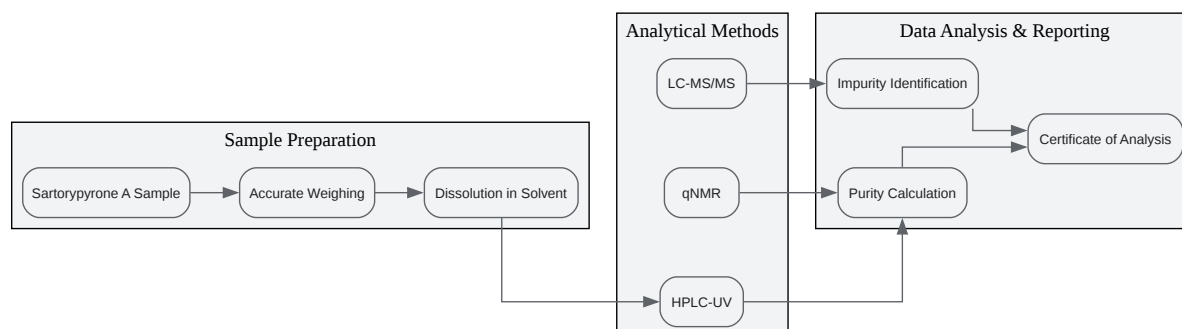 Analytical Methods
Data Analysis & Reporting
LC-MS/MS
Impurity Identification
Sample Preparation
Certificate of Analysis
Sartorypyrone A Sample
Accurate Weighing
Dissolution in Solvent
qNMR
Purity Calculation
HPLC-UV